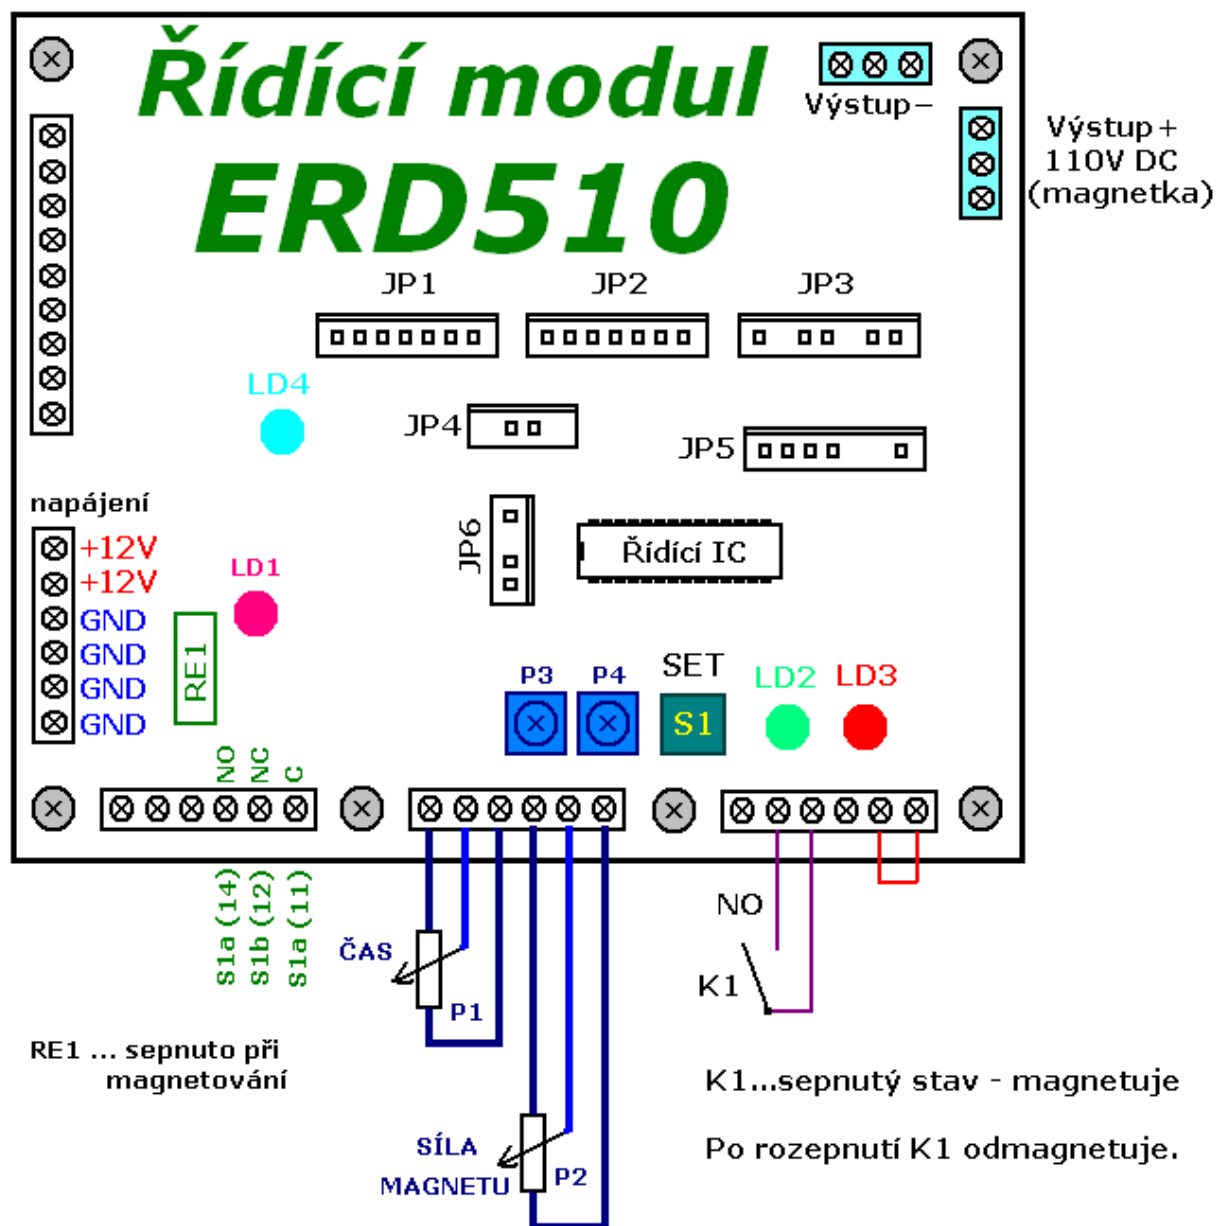 Řídící modul
ERD510
Výstup−
Výstup+
110V DC
(magnetka)
JP1
JP2
JP3
LD4
JP4
JP5
napájení
+12V
+12V
GND
GND
GND
GND
LD1
RE1
JP6
Řídící IC
P3
P4
SET
S1
LD2
LD3
NO
NC
C
S1a (14)
S1b (12)
S1a (11)
ČAS
P1
NO
K1
RE1 ... sepnuto při
magnetování
SÍLA
MAGNETU
P2
K1...sepnutý stav - magnetuje
Po rozepnutí K1 odmagnetuje.